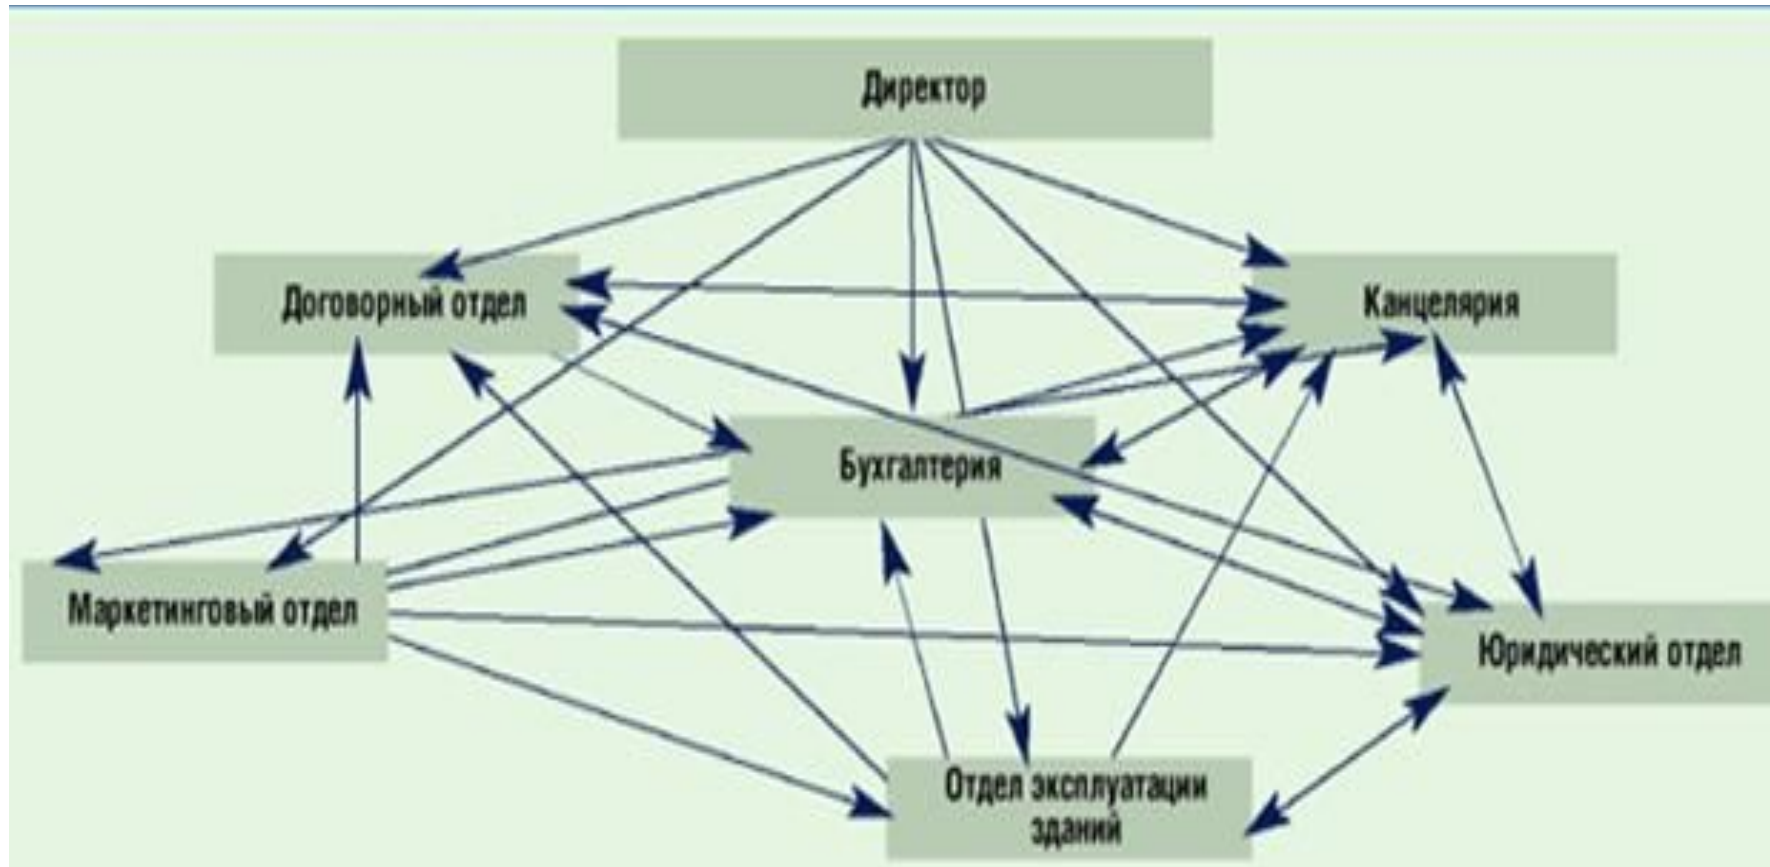 Директор
Договорный отдел
Канцелярия
Бухгалтерия
Маркетинговый отдел
Юридический отдел
Отдел эксплуатации
зданий